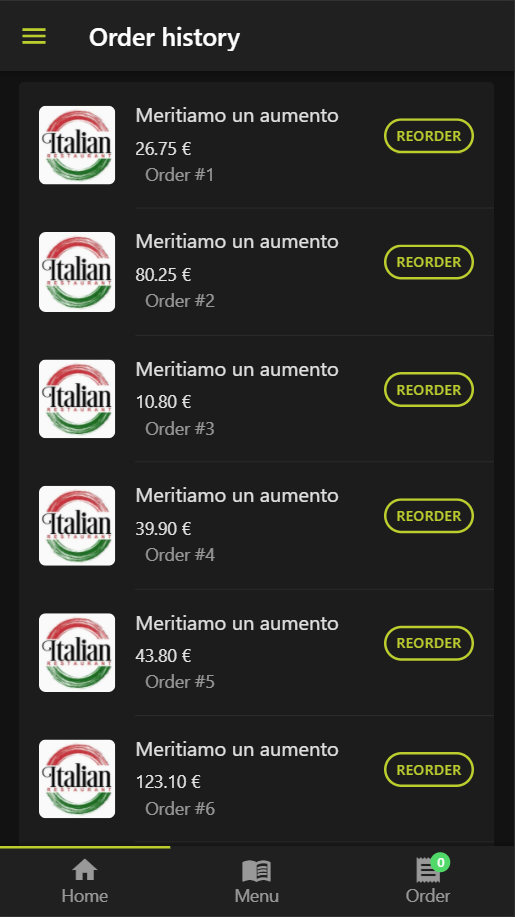 Order history
Italian
RESTAURANT
Meritiamo un aumento
26.75 €
Order #1
REORDER
Italian
RESTAURANT
Meritiamo un aumento
80.25 €
Order #2
REORDER
Italian
RESTAURANT
Meritiamo un aumento
10.80 €
Order #3
REORDER
Italian
RESTAURANT
Meritiamo un aumento
39.90 €
Order #4
REORDER
Italian
RESTAURANT
Meritiamo un aumento
43.80 €
Order #5
REORDER
Italian
RESTAURANT
Meritiamo un aumento
123.10 €
Order #6
REORDER
Home
Menu
0
Order